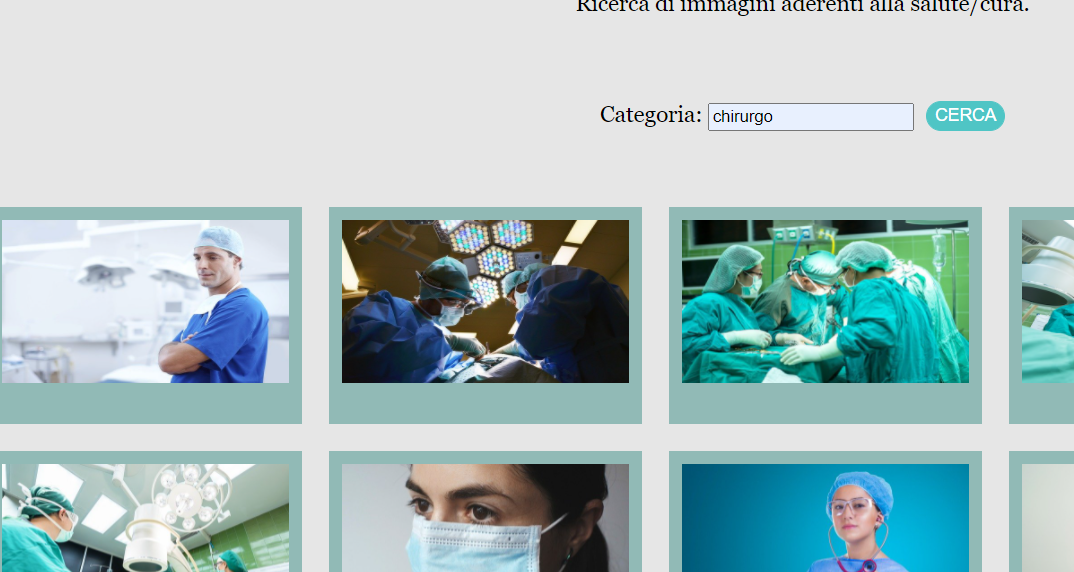 Ricerca di immagini aderenti alla salute/cura.
Categoria: chirurgo CERCA